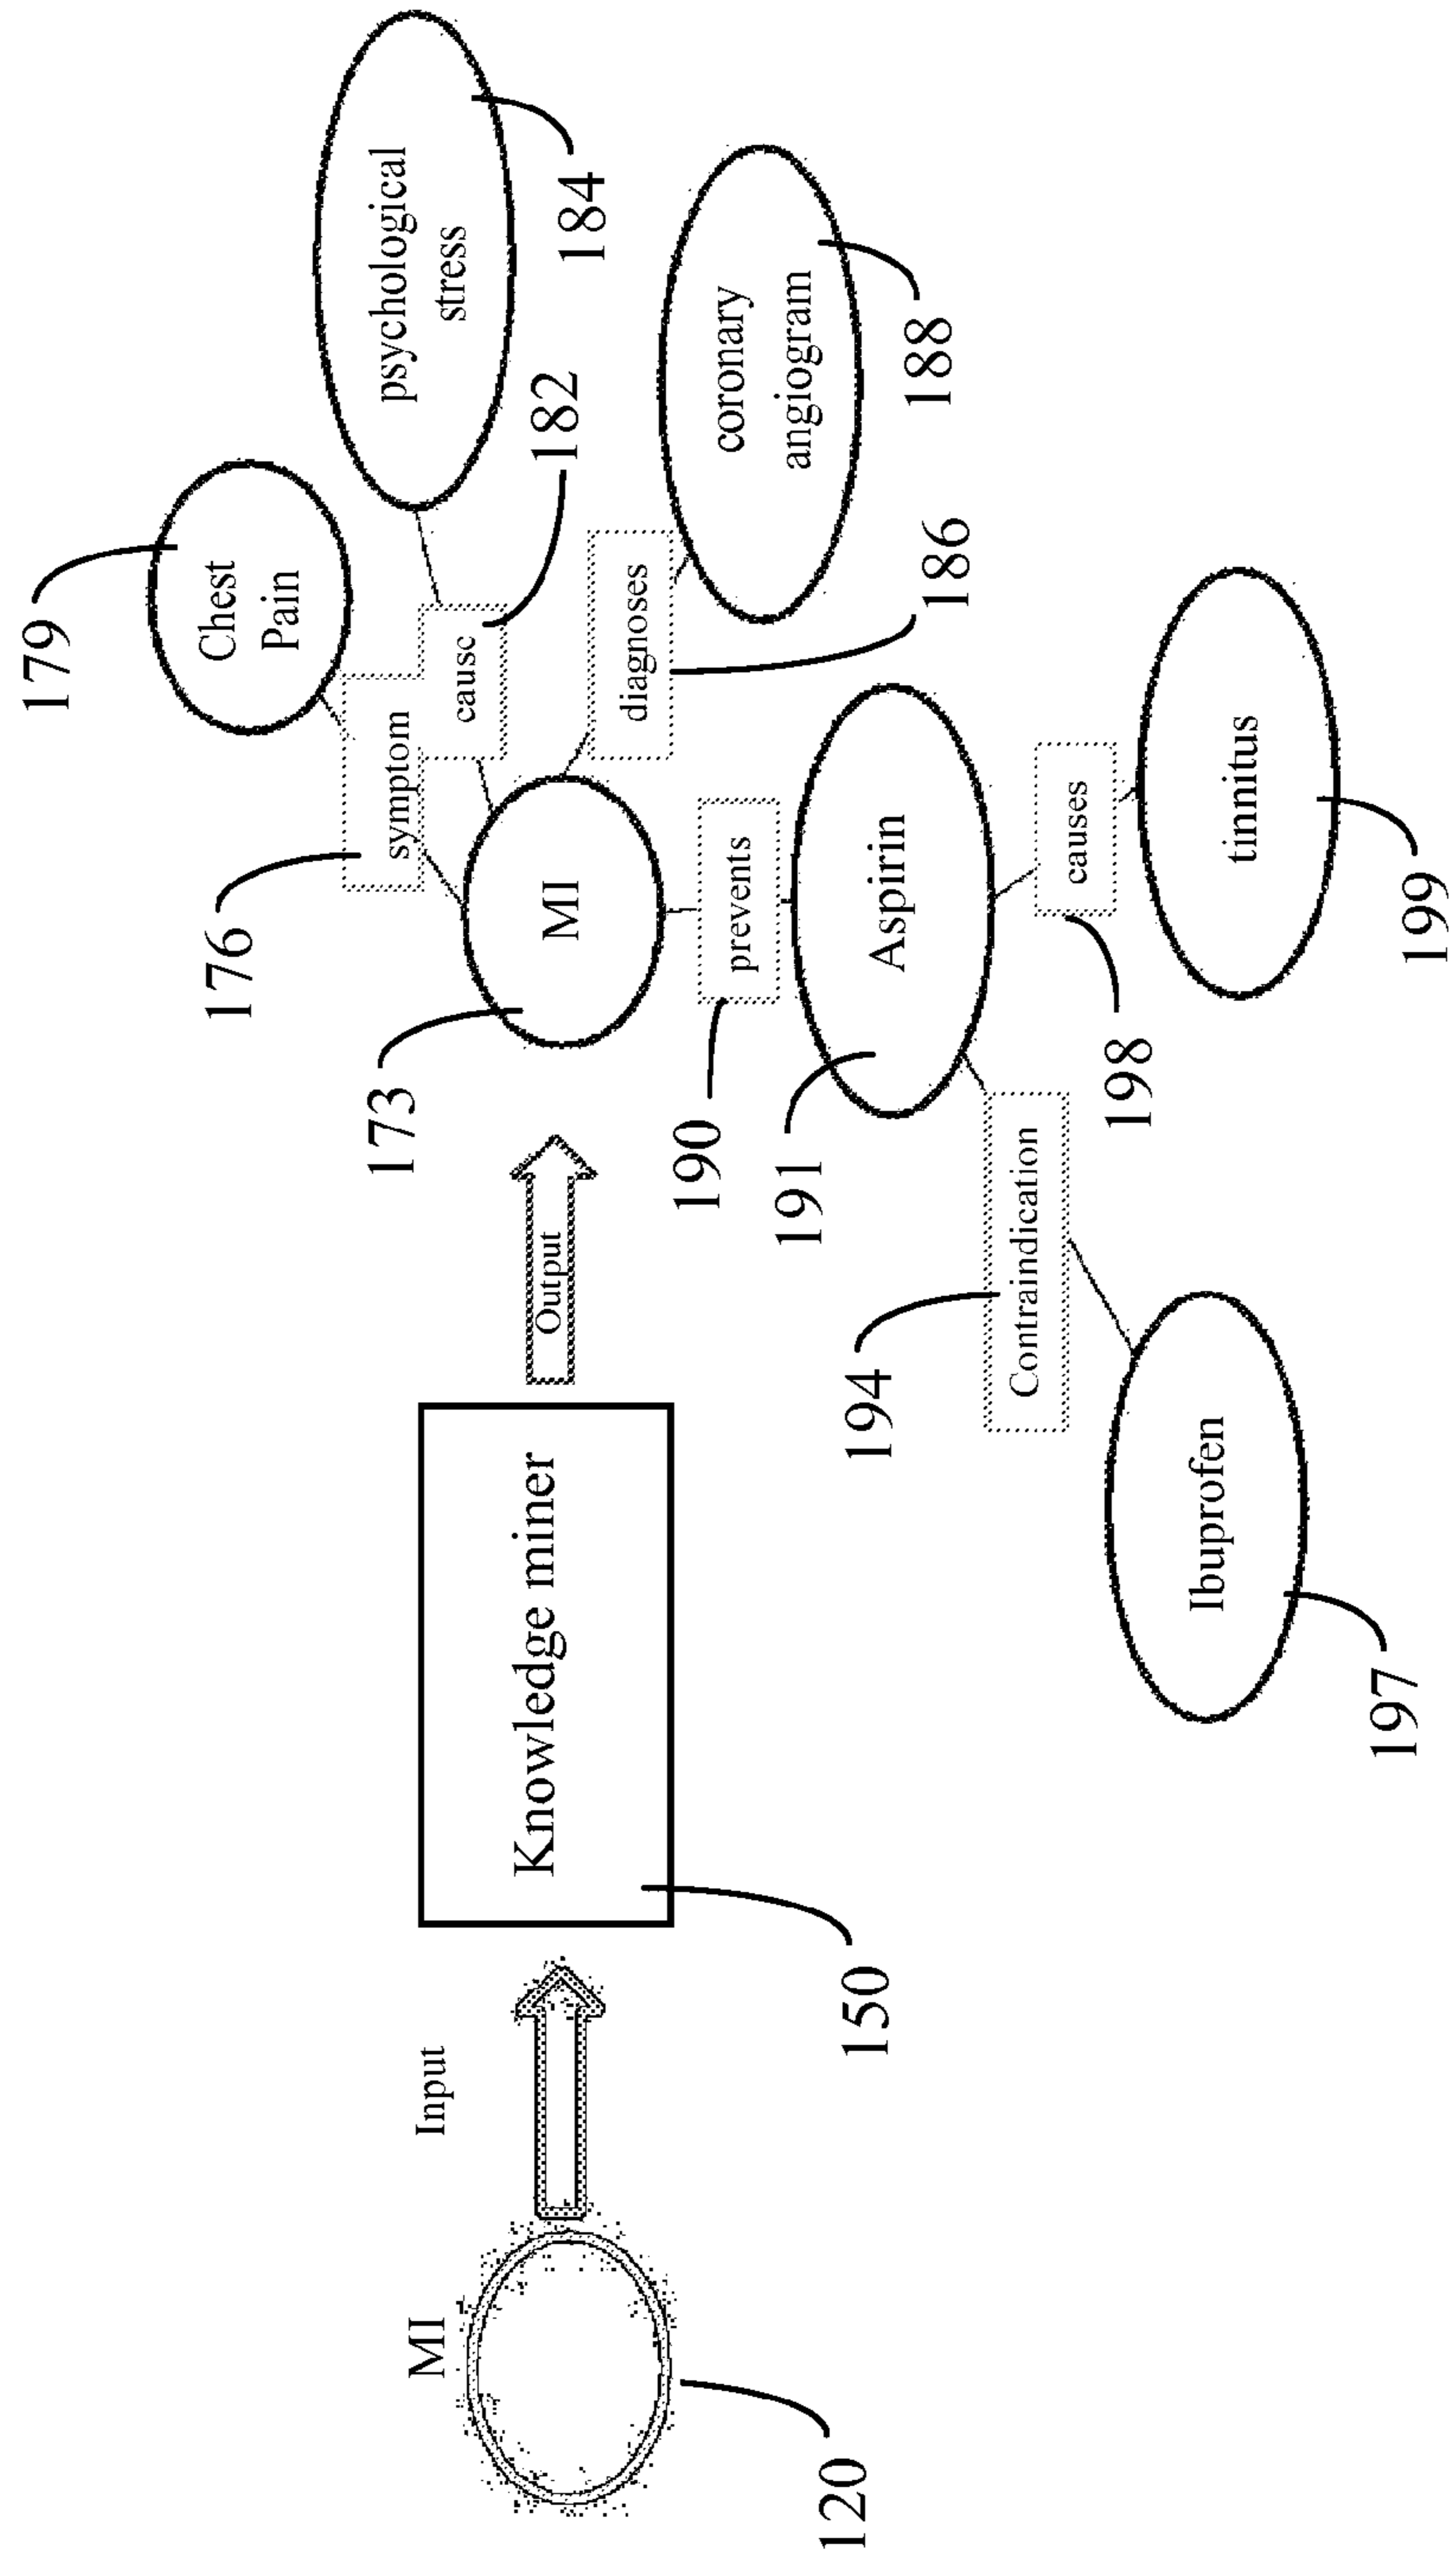 MI
120
Input
Knowledge miner
150
Output
173
MI
176
symptom
179
Chest
Pain
cause
182
psychological
stress
184
diagnoses
186
coronary
angiogram
188
190
prevents
191
Aspirin
194
Contraindication
Ibuprofen
197
198
causes
tinnitus
199